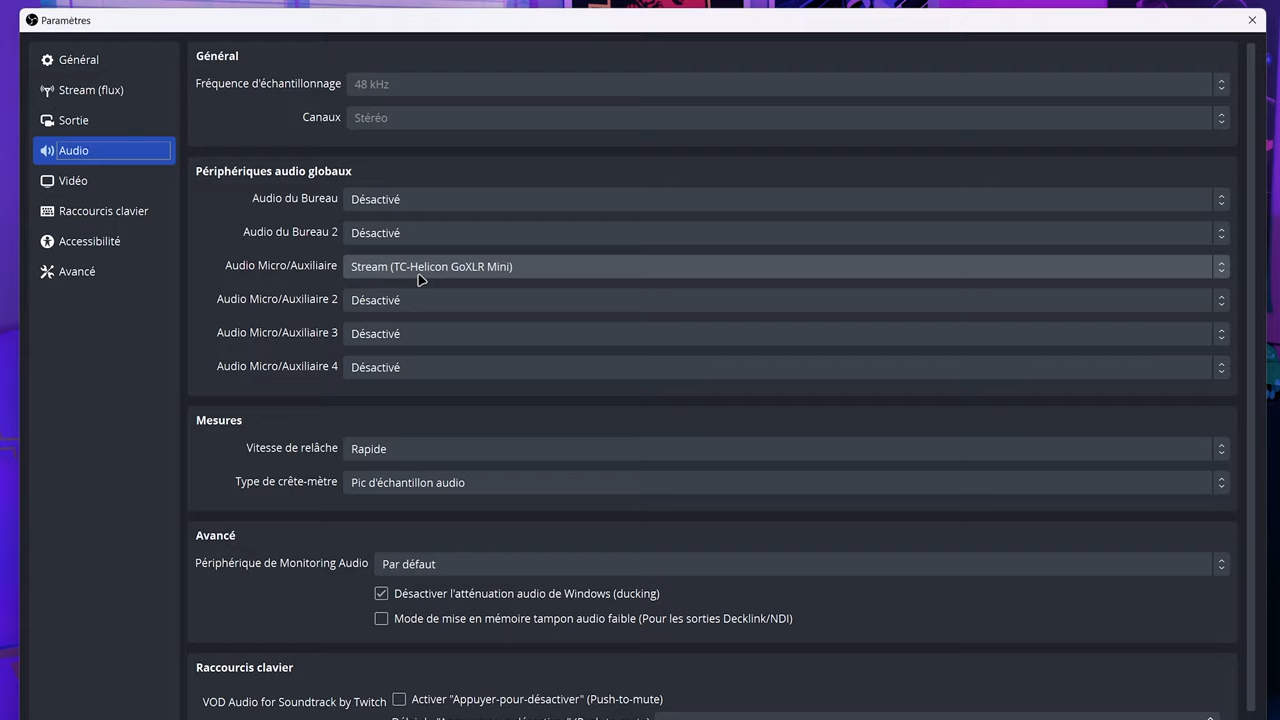 Paramètres
Général
Stream (flux)
Sortie
Audio
Vidéo
Raccourcis clavier
Accessibilité
Avancé
Général
Fréquence d'échantillonnage 48 kHz
Canaux Stéréo
Périphériques audio globaux
Audio du Bureau Désactivé
Audio du Bureau 2 Désactivé
Audio Micro/Auxiliaire Stream (TC-Helicon GoXLR Mini)
Audio Micro/Auxiliaire 2 Désactivé
Audio Micro/Auxiliaire 3 Désactivé
Audio Micro/Auxiliaire 4 Désactivé
Mesures
Vitesse de relâche Rapide
Type de crête-mètre Pic d'échantillon audio
Avancé
Périphérique de Monitoring Audio Par défaut
Désactiver l'atténuation audio de Windows (ducking)
Mode de mise en mémoire tampon audio faible (Pour les sorties Decklink/NDI)
Raccourcis clavier
VOD Audio for Soundtrack by Twitch Activer "Appuyer-pour-désactiver" (Push-to-mute)